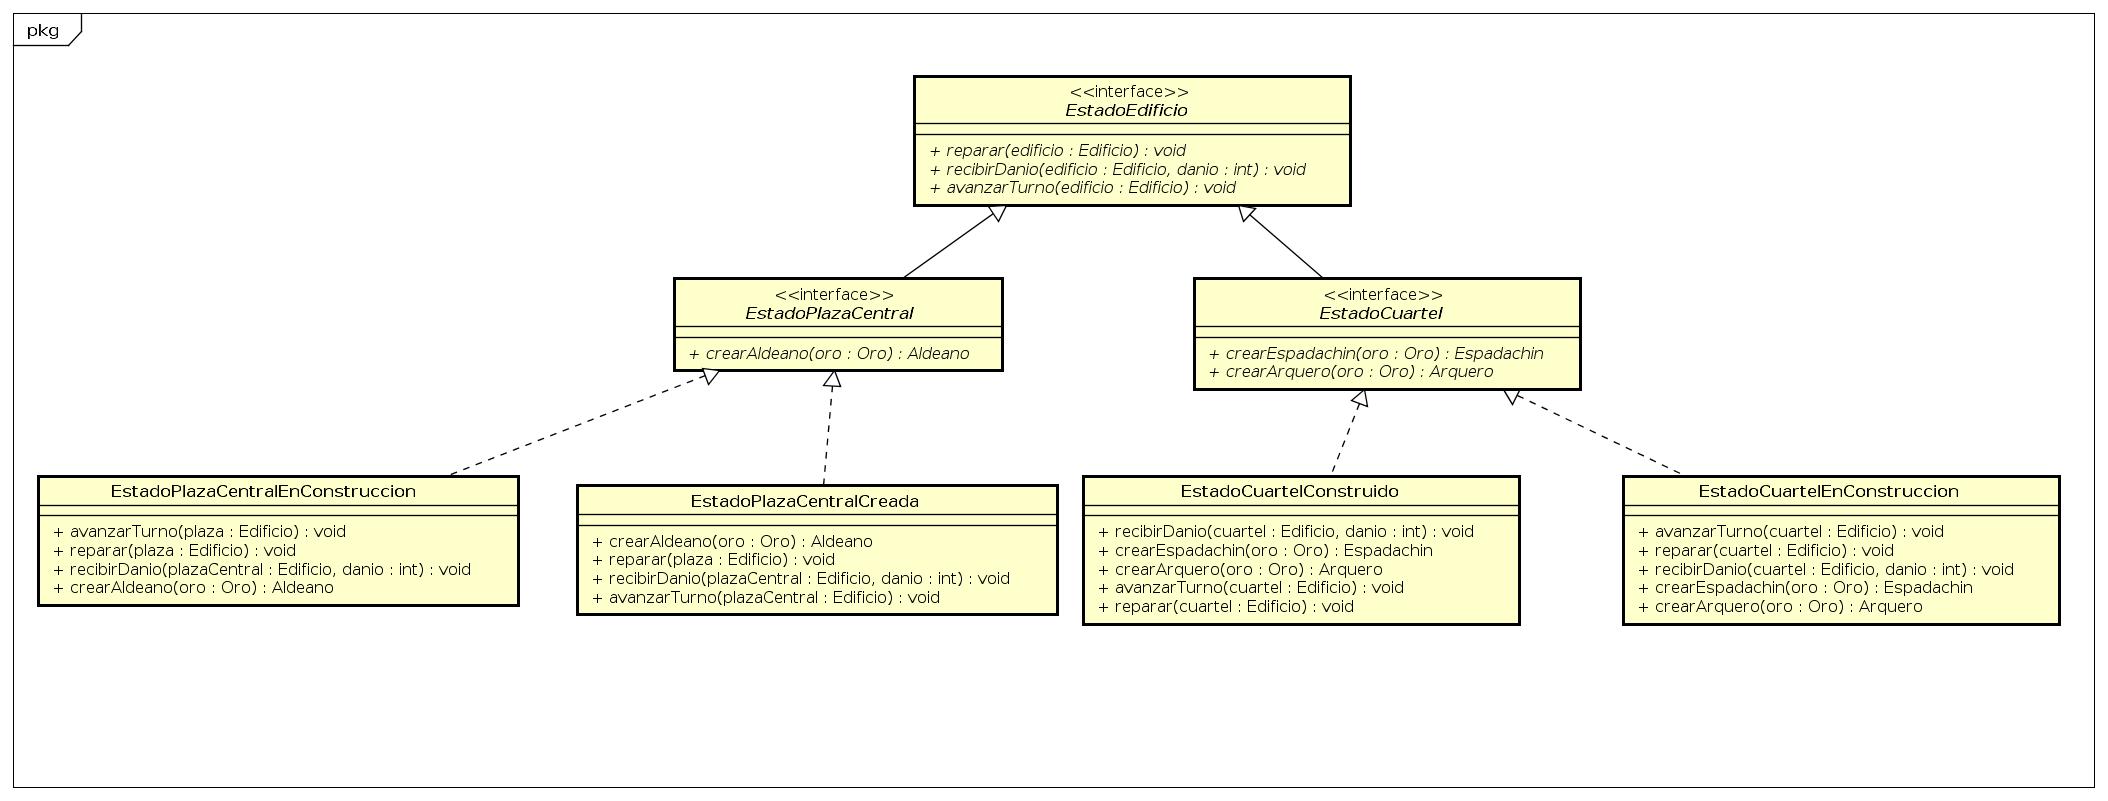 pkg
<<interface>>
EstadoEdificio
+ reparar(edificio : Edificio) : void
+ recibirDanio(edificio : Edificio, danio : int) : void
+ avanzarTurno(edificio : Edificio) : void
<<interface>>
EstadoPlazaCentral
+ crearAldeano(oro : Oro) : Aldeano
<<interface>>
EstadoCuartel
+ crearEspadachin(oro : Oro) : Espadachin
+ crearArquero(oro : Oro) : Arquero
EstadoPlazaCentralEnConstruccion
+ avanzarTurno(plaza : Edificio) : void
+ reparar(plaza : Edificio) : void
+ recibirDanio(plazaCentral : Edificio, danio : int) : void
+ crearAldeano(oro : Oro) : Aldeano
EstadoPlazaCentralCreada
+ crearAldeano(oro : Oro) : Aldeano
+ reparar(plaza : Edificio) : void
+ recibirDanio(plazaCentral : Edificio, danio : int) : void
+ avanzarTurno(plazaCentral : Edificio) : void
EstadoCuartelConstruido
+ recibirDanio(cuartel : Edificio, danio : int) : void
+ crearEspadachin(oro : Oro) : Espadachin
+ crearArquero(oro : Oro) : Arquero
+ avanzarTurno(cuartel : Edificio) : void
+ reparar(cuartel : Edificio) : void
EstadoCuartelEnConstruccion
+ avanzarTurno(cuartel : Edificio) : void
+ reparar(cuartel : Edificio) : void
+ recibirDanio(cuartel : Edificio, danio : int) : void
+ crearEspadachin(oro : Oro) : Espadachin
+ crearArquero(oro : Oro) : Arquero